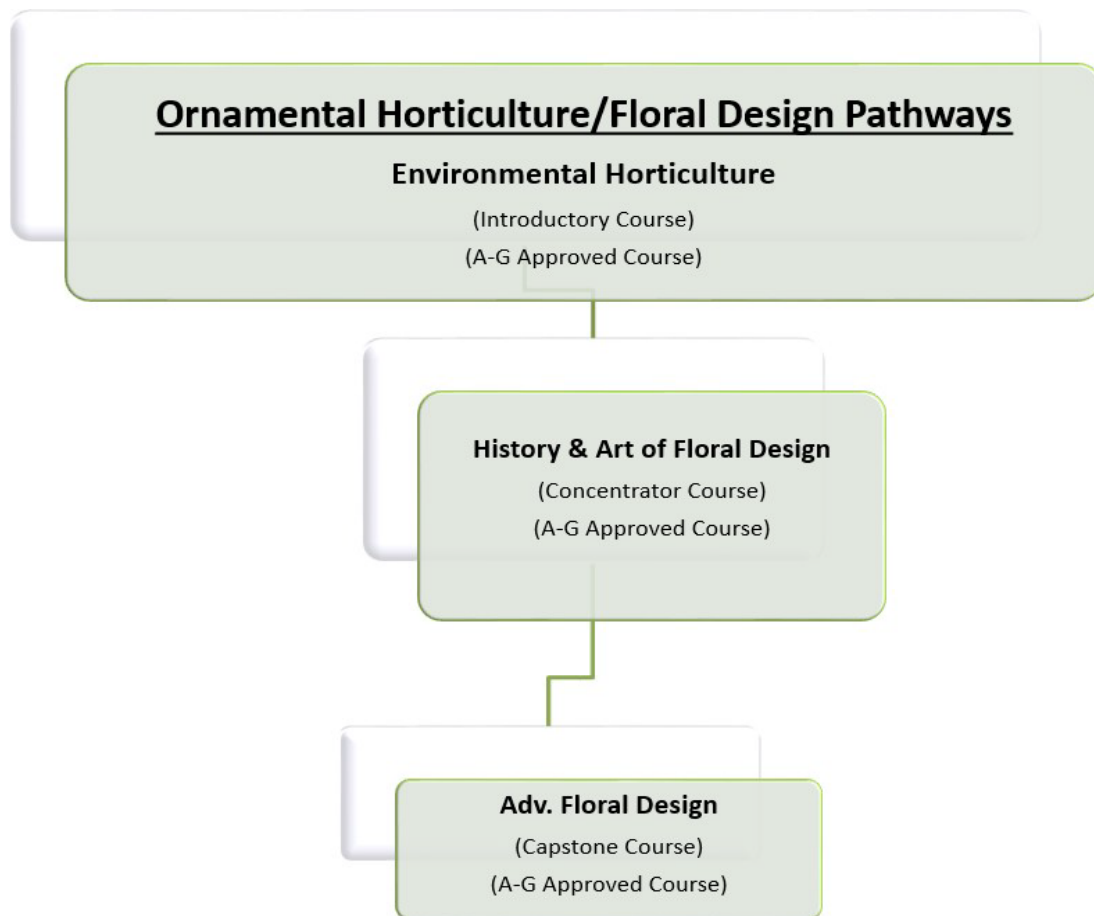 Ornamental Horticulture/Floral Design Pathways
Environmental Horticulture
(Introductory Course)
(A-G Approved Course)
History & Art of Floral Design
(Concentrator Course)
(A-G Approved Course)
Adv. Floral Design
(Capstone Course)
(A-G Approved Course)